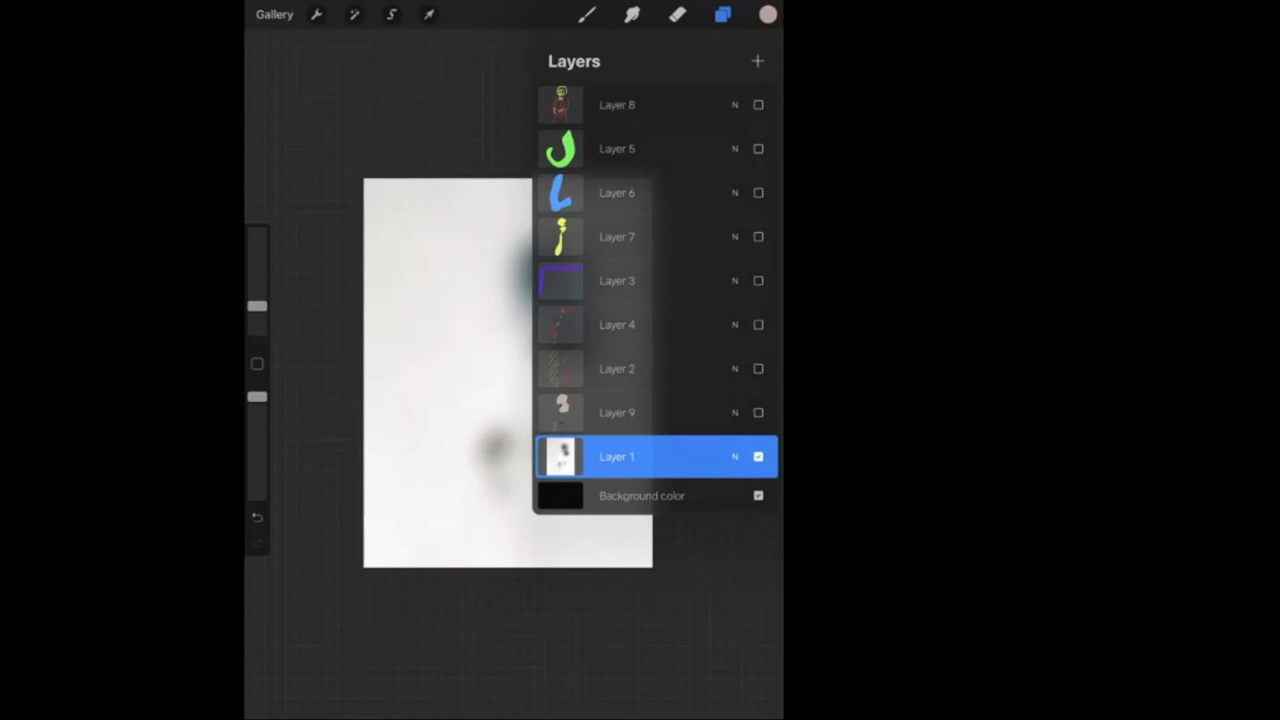 Gallery
Layers
Layer 8 N
Layer 5 N
Layer 6 N
Layer 7 N
Layer 3 N
Layer 4 N
Layer 2 N
Layer 9 N
Layer 1 N
Background color